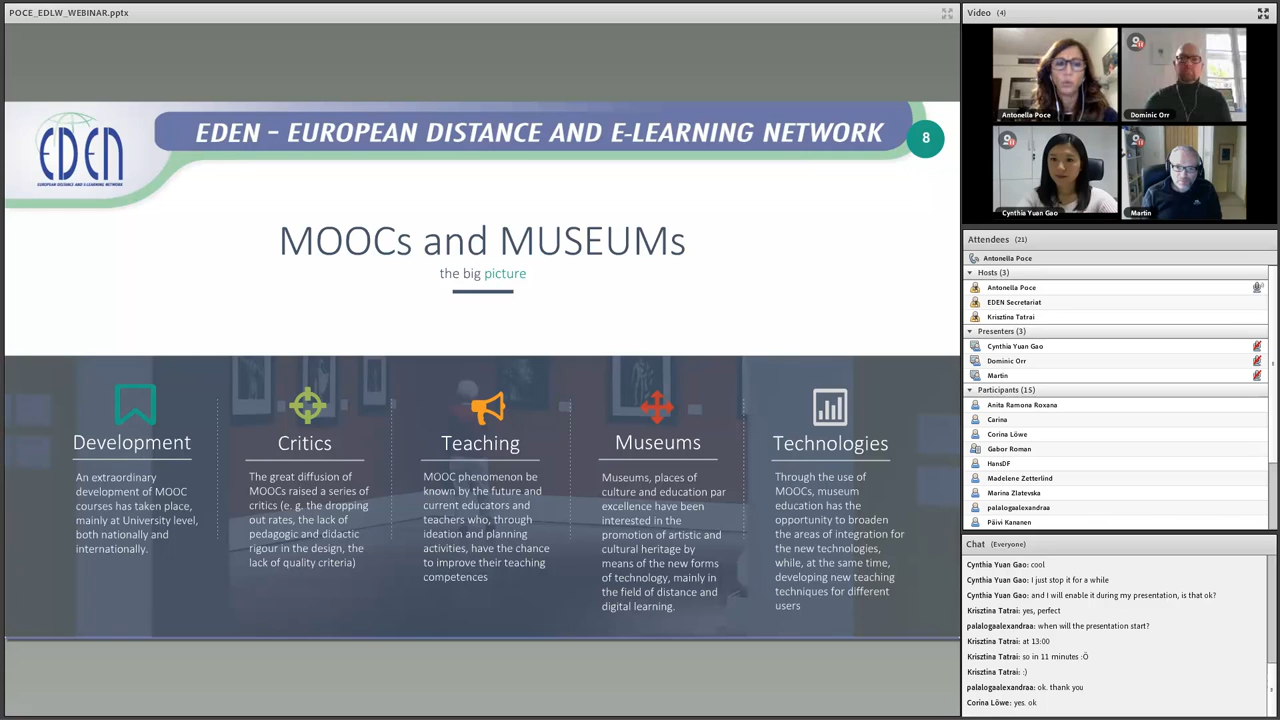 POCE_EDLW_WEBINAR.pptx
EDEN
EUROPEAN DISTANCE AND E-LEARNING NETWORK
EDEN – EUROPEAN DISTANCE AND E-LEARNING NETWORK
8
MOOCs and MUSEUMs
the big picture
Development
An extraordinary
development of MOOC
courses has taken place,
mainly at University level,
both nationally and
internationally.
Critics
The great diffusion of
MOOCs raised a series of
critics (e. g. the dropping
out rates, the lack of
pedagogic and didactic
rigour in the design, the
lack of quality criteria)
Teaching
MOOC phenomenon be
known by the future and
current educators and
teachers who, through
ideation and planning
activities, have the chance
to improve their teaching
competences
Museums
Museums, places of
culture and education par
excellence have been
interested in the
promotion of artistic and
cultural heritage by
means of the new forms
of technology, mainly in
the field of distance and
digital learning.
Technologies
Through the use of
MOOCs, museum
education has the
opportunity to broaden
the areas of integration for
the new technologies,
while, at the same time,
developing new teaching
techniques for different
users
Video (4)
Antonella Poce
Dominic Orr
Cynthia Yuan Gao
Martin
Attendees (21)
Antonella Poce
Hosts (3)
Antonella Poce
EDEN Secretariat
Krisztina Tatrai
Presenters (3)
Cynthia Yuan Gao
Dominic Orr
Martin
Participants (15)
Anita Ramona Roxana
Carina
Corina Löwe
Gabor Roman
HansDF
Madelene Zetterlind
Marina Zlatevska
palalogaalexandraa
Päivi Kananen
Chat (Everyone)
Cynthia Yuan Gao: cool
Cynthia Yuan Gao: I just stop it for a while
Cynthia Yuan Gao: and I will enable it during my presentation, is that ok?
Krisztina Tatrai: yes, perfect
palalogaalexandraa: when will the presentation start?
Krisztina Tatrai: at 13:00
Krisztina Tatrai: so in 11 minutes :Ö
Krisztina Tatrai: :)
palalogaalexandraa: ok. thank you
Corina Löwe: yes. ok